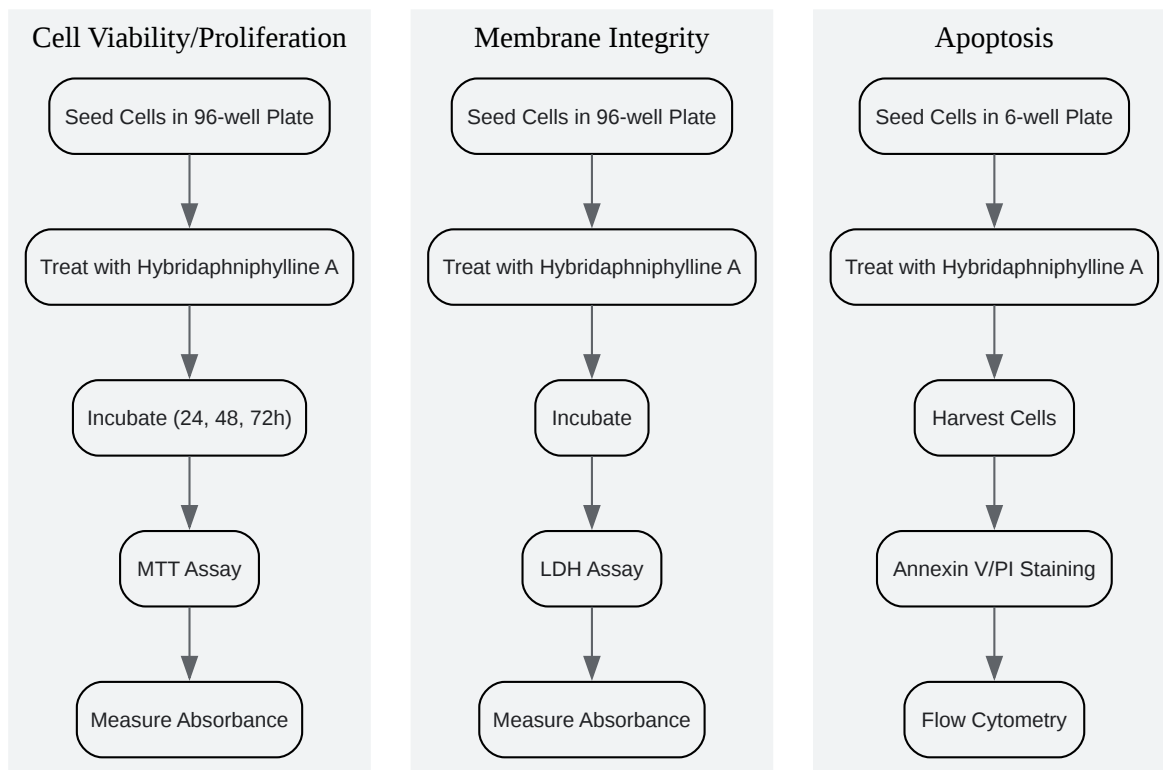 Cell Viability/Proliferation
Seed Cells in 96-well Plate
Treat with Hybridaphniphylline A
Incubate (24, 48, 72h)
MTT Assay
Measure Absorbance
Membrane Integrity
Seed Cells in 96-well Plate
Treat with Hybridaphniphylline A
Incubate
LDH Assay
Measure Absorbance
Apoptosis
Seed Cells in 6-well Plate
Treat with Hybridaphniphylline A
Harvest Cells
Annexin V/PI Staining
Flow Cytometry